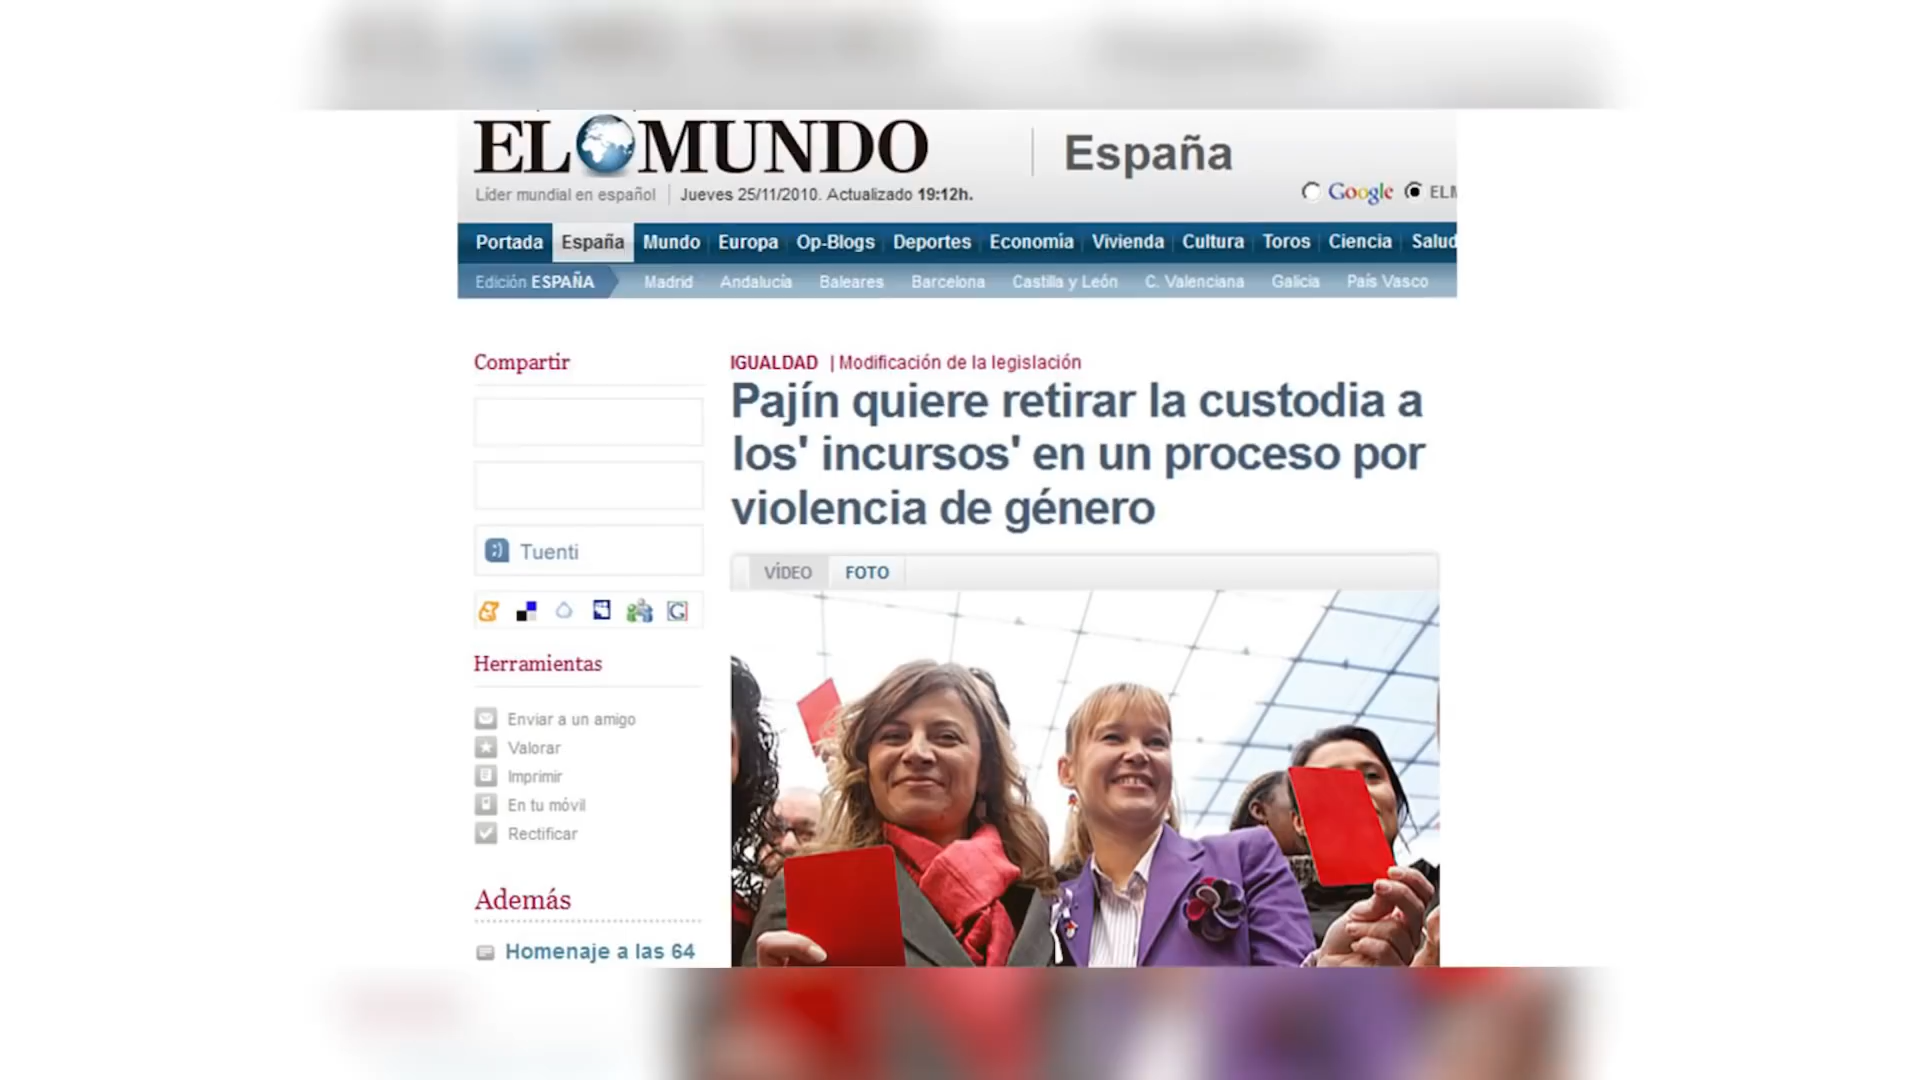 EL MUNDO
España
Líder mundial en español
Jueves 25/11/2010. Actualizado 19:12h.
Google
Portada España Mundo Europa Op-Blogs Deportes Economía Vivienda Cultura Toros Ciencia Salud
Edición ESPAÑA Madrid Andalucía Baleares Barcelona Castilla y León C. Valenciana Galicia País Vasco
Compartir
Tuenti
Herramientas
Enviar a un amigo
Valorar
Imprimir
En tu móvil
Rectificar
Además
Homenaje a las 64
IGUALDAD | Modificación de la legislación
Pajín quiere retirar la custodia a
los' incursos' en un proceso por
violencia de género
VÍDEO FOTO